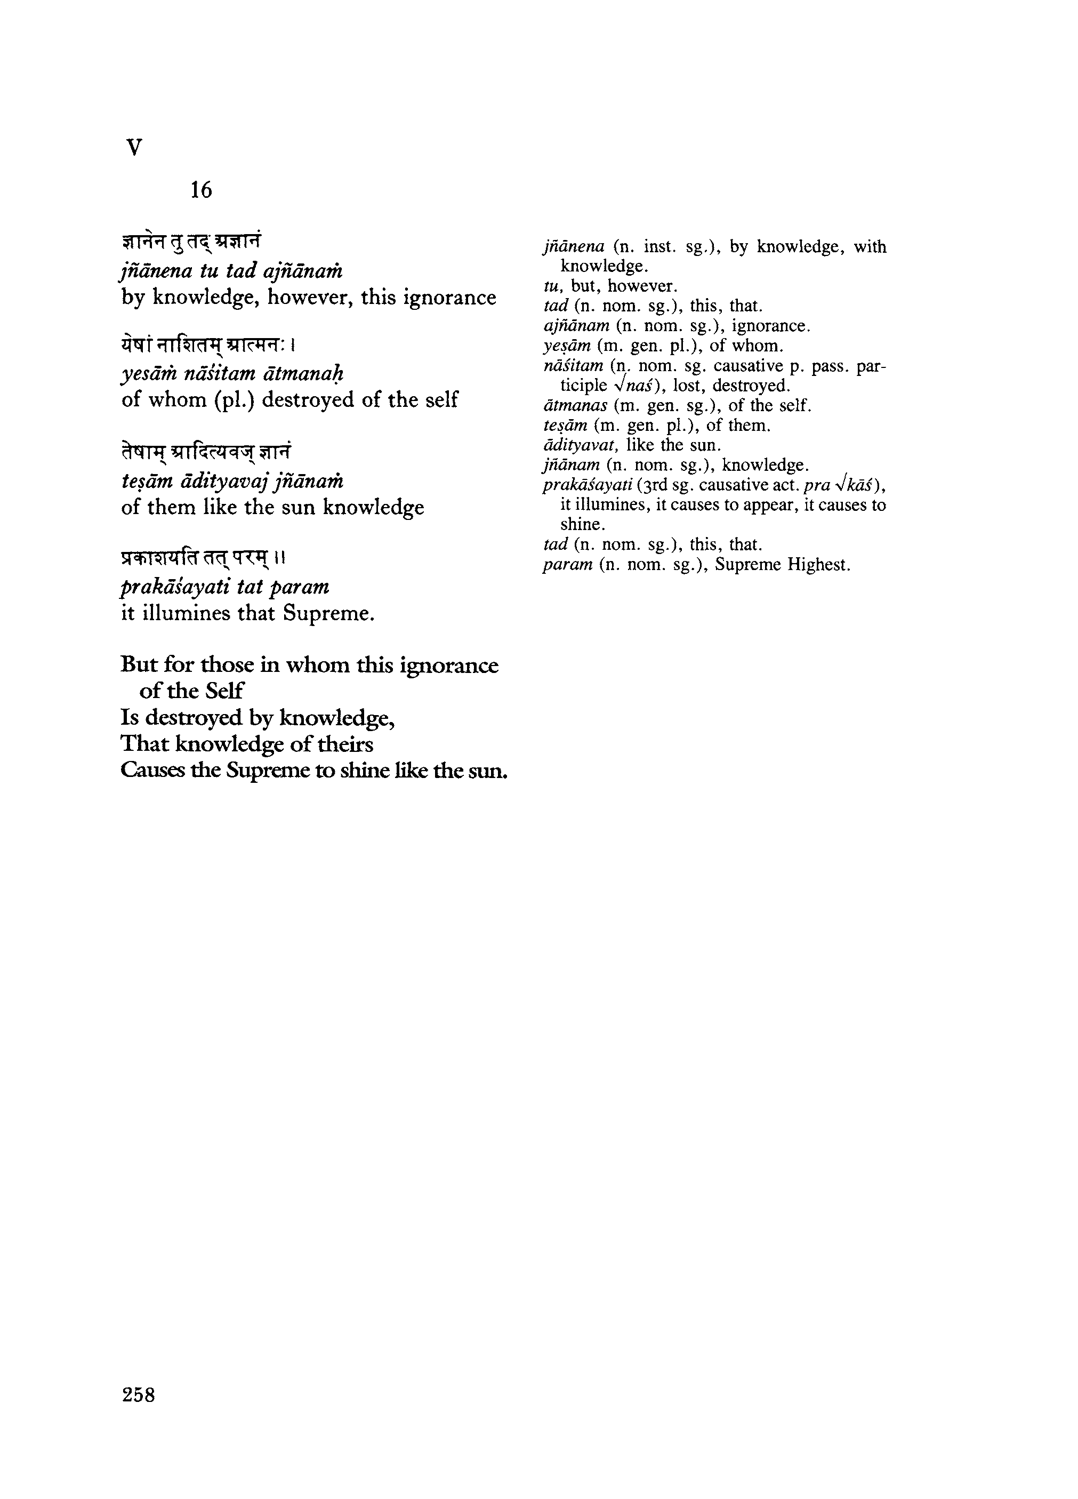 V
16
ज्ञानेन तु तद् अज्ञानं
jñānena tu tad ajñānaṁ
by knowledge, however, this ignorance
येषां नाशितम् आत्मनः ।
yesāṁ nāśitam ātmanaḥ
of whom (pl.) destroyed of the self
तेषाम् आदित्यवज् ज्ञानं
teṣām ādityavaj jñānaṁ
of them like the sun knowledge
प्रकाशयति तत् परम् ॥
prakāśayati tat param
it illumines that Supreme.
But for those in whom this ignorance
of the Self
Is destroyed by knowledge,
That knowledge of theirs
Causes the Supreme to shine like the sun.
jñānena (n. inst. sg.), by knowledge, with
knowledge.
tu, but, however.
tad (n. nom. sg.), this, that.
ajñānam (n. nom. sg.), ignorance.
yeṣām (m. gen. pl.), of whom.
nāśitam (n. nom. sg. causative p. pass. par-
ticiple √naś), lost, destroyed.
ātmanas (m. gen. sg.), of the self.
teṣām (m. gen. pl.), of them.
ādityavat, like the sun.
jñānam (n. nom. sg.), knowledge.
prakāśayati (3rd sg. causative act. pra √kāś),
it illumines, it causes to appear, it causes to
shine.
tad (n. nom. sg.), this, that.
param (n. nom. sg.), Supreme Highest.
258